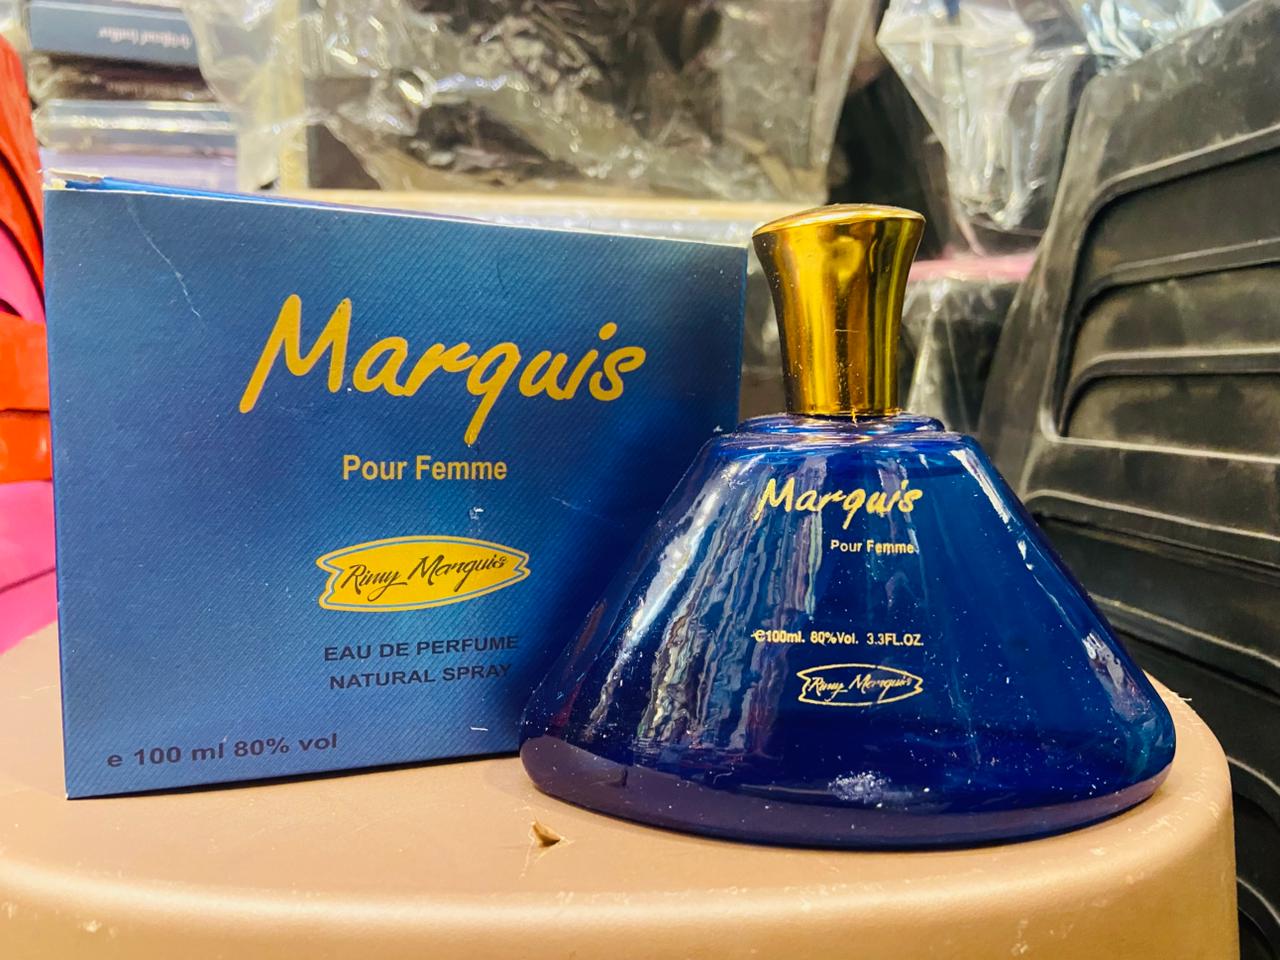 Marquis
Pour Femme
Rimy Marquis
EAU DE PERFUME
NATURAL SPRAY
e 100 ml 80% vol
Marquis
Pour Femme
e100ml. 80%Vol. 3.3FL.OZ.
Rimy Marquis